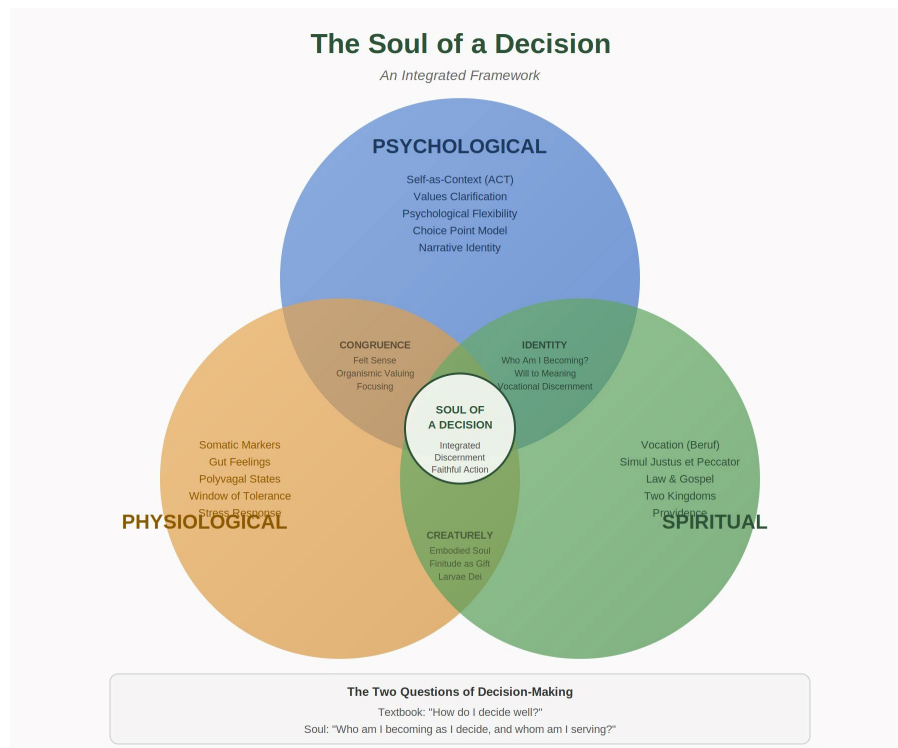 The Soul of a Decision
An Integrated Framework
PSYCHOLOGICAL
Self-as-Context (ACT)
Values Clarification
Psychological Flexibility
Choice Point Model
Narrative Identity
CONGRUENCE
Felt Sense
Organismic Valuing
Focusing
IDENTITY
Who Am I Becoming?
Will to Meaning
Vocational Discernment
SOUL OF
A DECISION
Integrated
Discernment
Faithful Action
Somatic Markers
Gut Feelings
Polyvagal States
Window of Tolerance
Stress Response
PHYSIOLOGICAL
Vocation (Beruf)
Simul Justus et Peccator
Law & Gospel
Two Kingdoms
Providence
SPIRITUAL
CREATURELY
Embodied Soul
Finitude as Gift
Larvae Dei
The Two Questions of Decision-Making
Textbook: "How do I decide well?"
Soul: "Who am I becoming as I decide, and whom am I serving?"